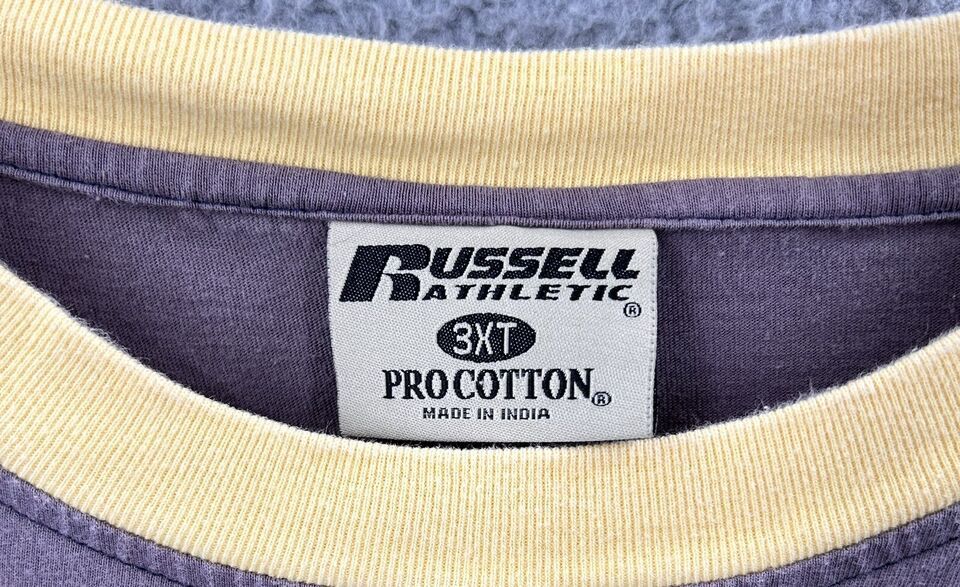 RUSSELL
ATHLETIC®
3XT
PRO COTTON®
MADE IN INDIA